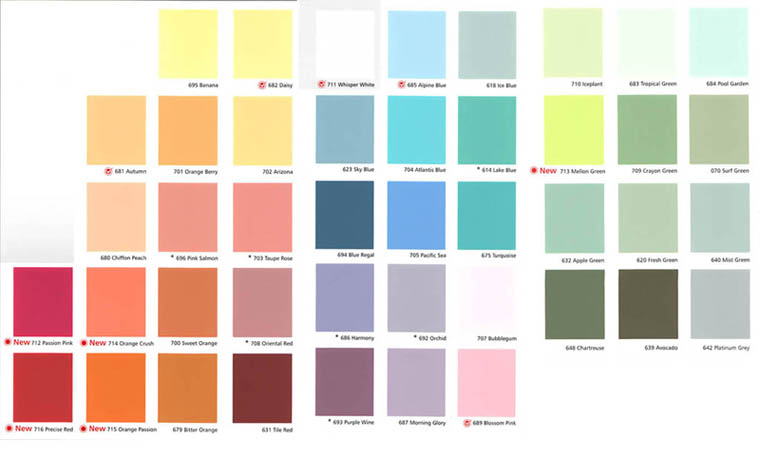 695 Banana
682 Daisy
711 Whisper White
685 Alpine Blue
618 Ice Blue
710 Iceplant
683 Tropical Green
684 Pool Garden
681 Autumn
701 Orange Berry
702 Arizona
623 Sky Blue
704 Atlantis Blue
* 614 Lake Blue
New 713 Mellon Green
709 Crayon Green
070 Surf Green
680 Chiffon Peach
* 696 Pink Salmon
* 703 Taupe Rose
694 Blue Regal
705 Pacific Sea
675 Turquoise
632 Apple Green
620 Fresh Green
640 Mist Green
New 712 Passion Pink
New 714 Orange Crush
700 Sweet Orange
* 708 Oriental Red
* 686 Harmony
* 692 Orchid
707 Bubblegum
648 Chartreuse
639 Avocado
642 Platinum Grey
New 716 Precise Red
New 715 Orange Passion
679 Bitter Orange
631 Tile Red
* 693 Purple Wine
687 Morning Glory
689 Blossom Pink